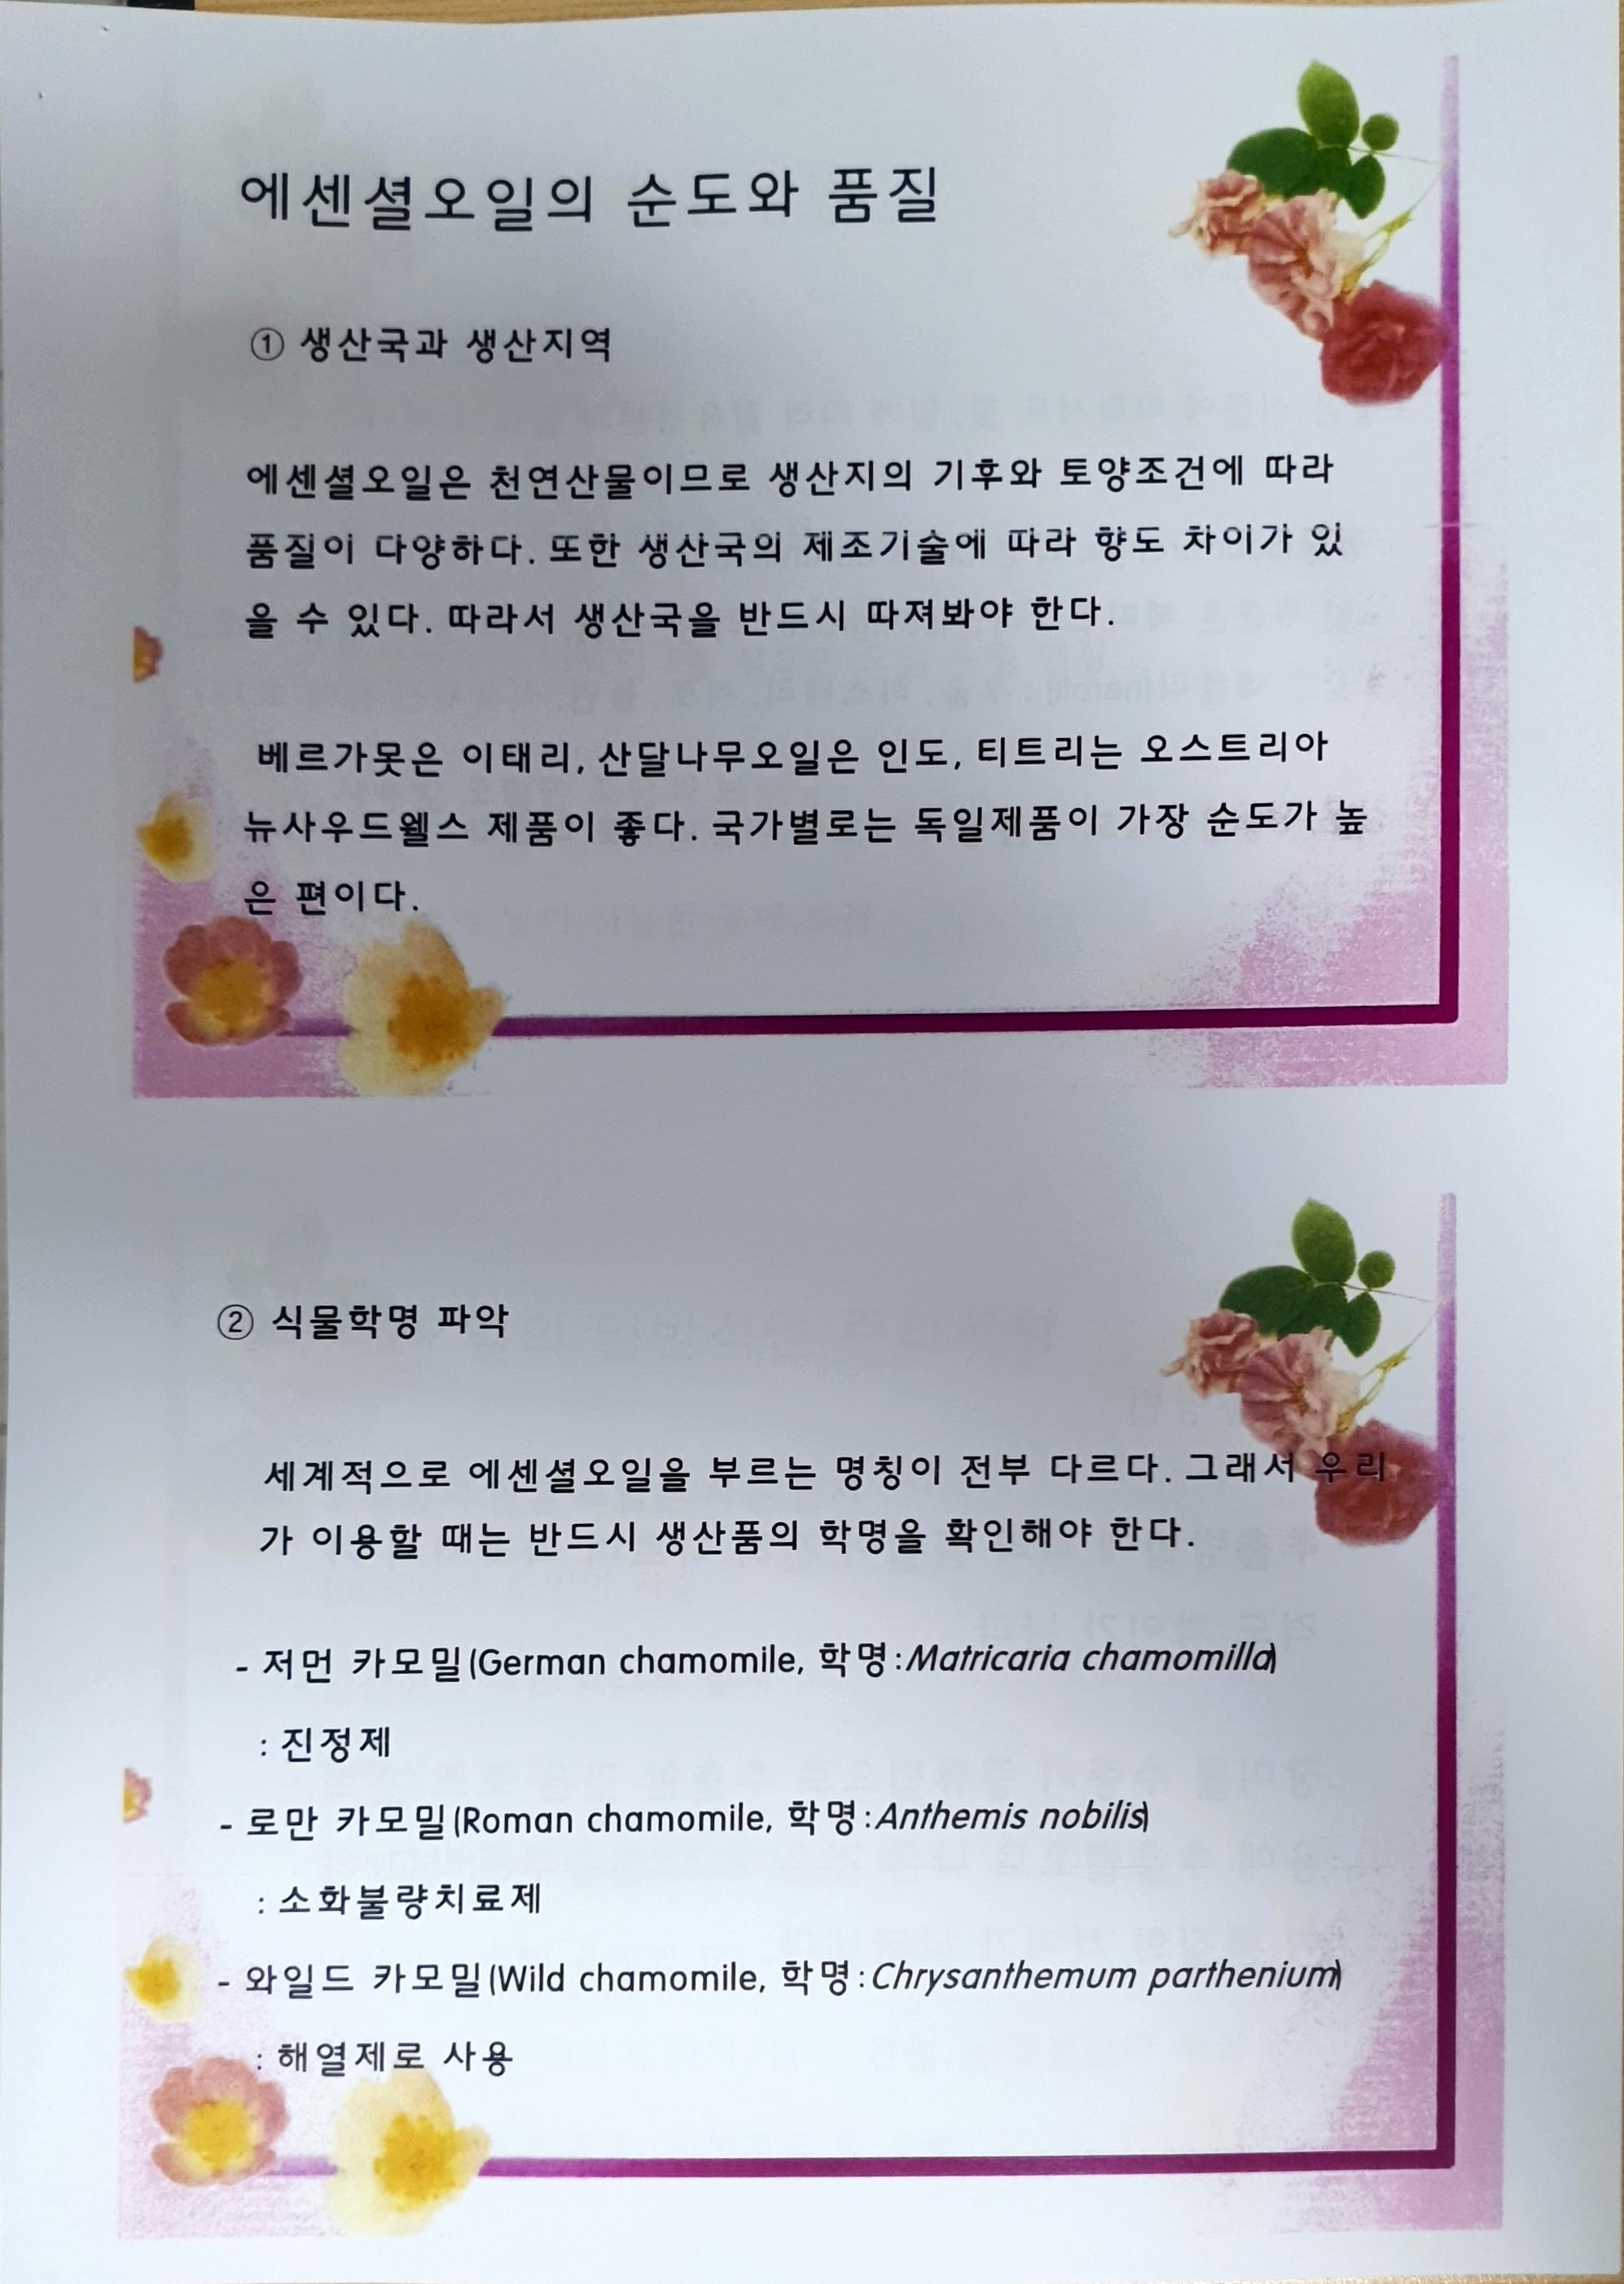 에센셜오일의 순도와 품질
① 생산국과 생산지역
에센셜오일은 천연산물이므로 생산지의 기후와 토양조건에 따라
품질이 다양하다. 또한 생산국의 제조기술에 따라 향도 차이가 있
을 수 있다. 따라서 생산국을 반드시 따져봐야 한다.
베르가못은 이태리, 산달나무오일은 인도, 티트리는 오스트리아
뉴사우드웰스 제품이 좋다. 국가별로는 독일제품이 가장 순도가 높
은 편이다.
② 식물학명 파악
세계적으로 에센셜오일을 부르는 명칭이 전부 다르다. 그래서 우리
가 이용할 때는 반드시 생산품의 학명을 확인해야 한다.
- 저먼 카모밀(German chamomile, 학명:Matricaria chamomilla)
: 진정제
- 로만 카모밀(Roman chamomile, 학명:Anthemis nobilis)
: 소화불량치료제
- 와일드 카모밀(Wild chamomile, 학명:Chrysanthemum parthenium)
: 해열제로 사용